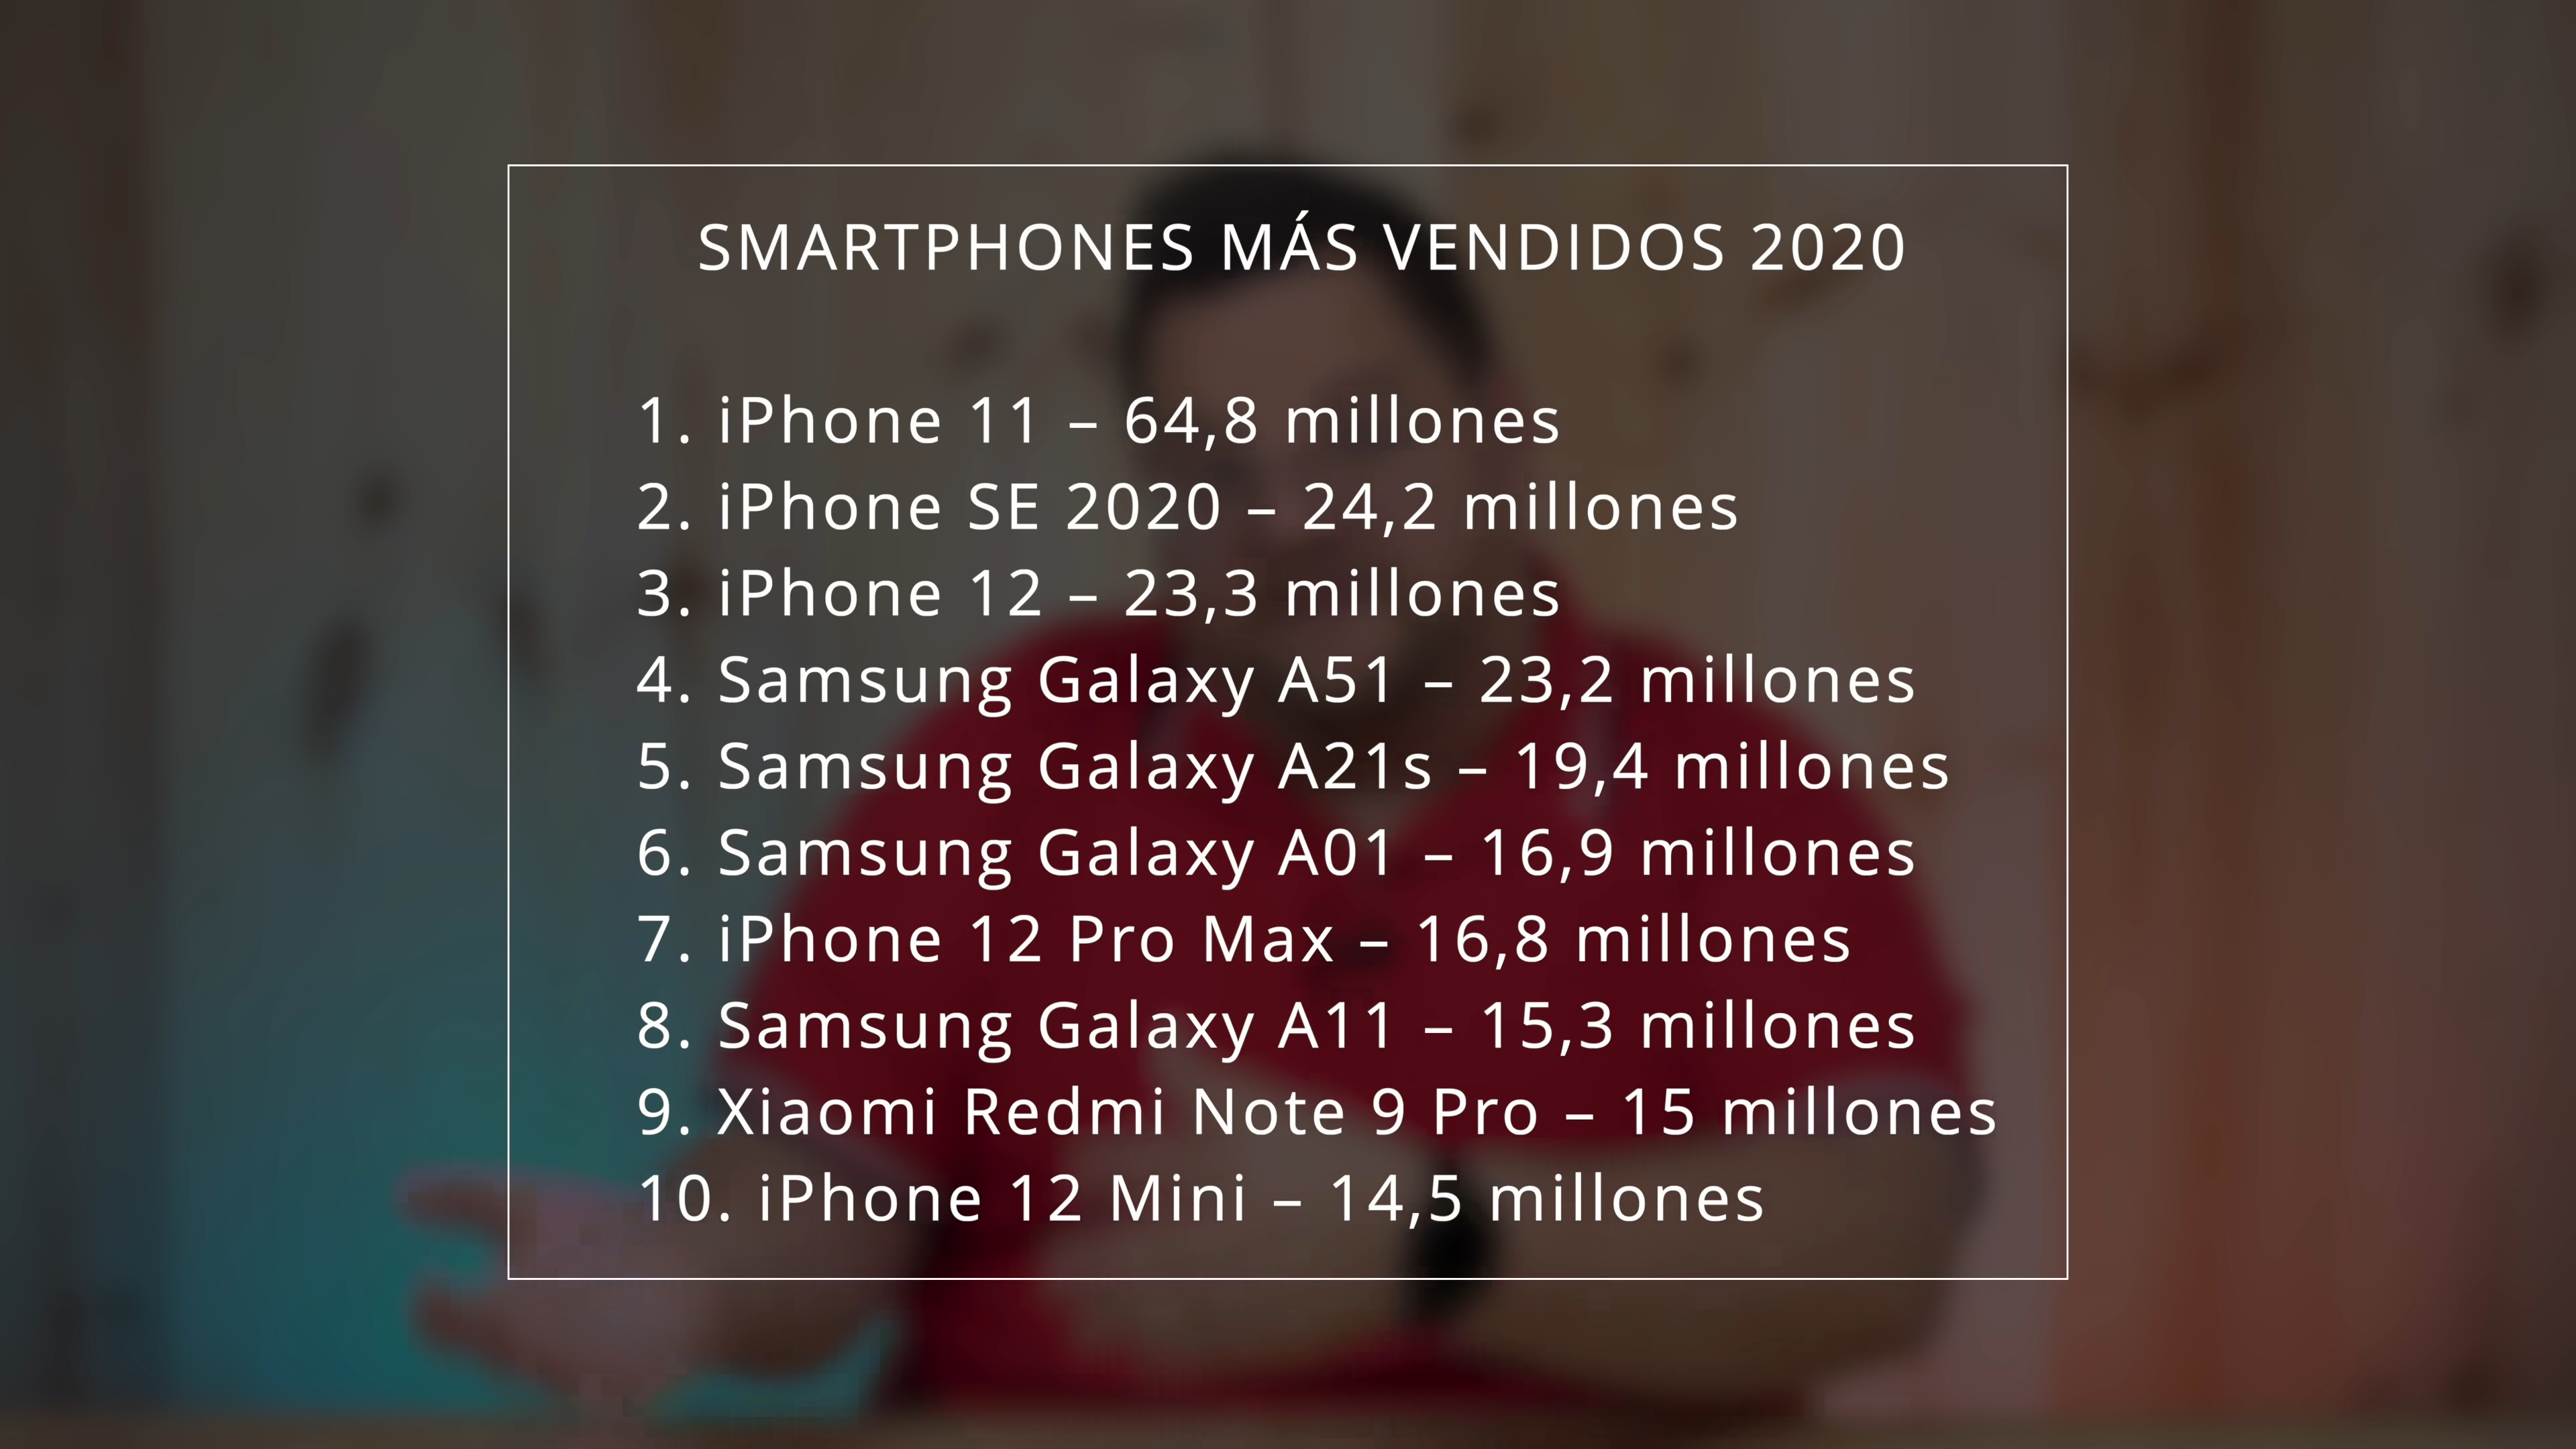 SMARTPHONES MÁS VENDIDOS 2020
1. iPhone 11 – 64,8 millones
2. iPhone SE 2020 – 24,2 millones
3. iPhone 12 – 23,3 millones
4. Samsung Galaxy A51 – 23,2 millones
5. Samsung Galaxy A21s – 19,4 millones
6. Samsung Galaxy A01 – 16,9 millones
7. iPhone 12 Pro Max – 16,8 millones
8. Samsung Galaxy A11 – 15,3 millones
9. Xiaomi Redmi Note 9 Pro – 15 millones
10. iPhone 12 Mini – 14,5 millones